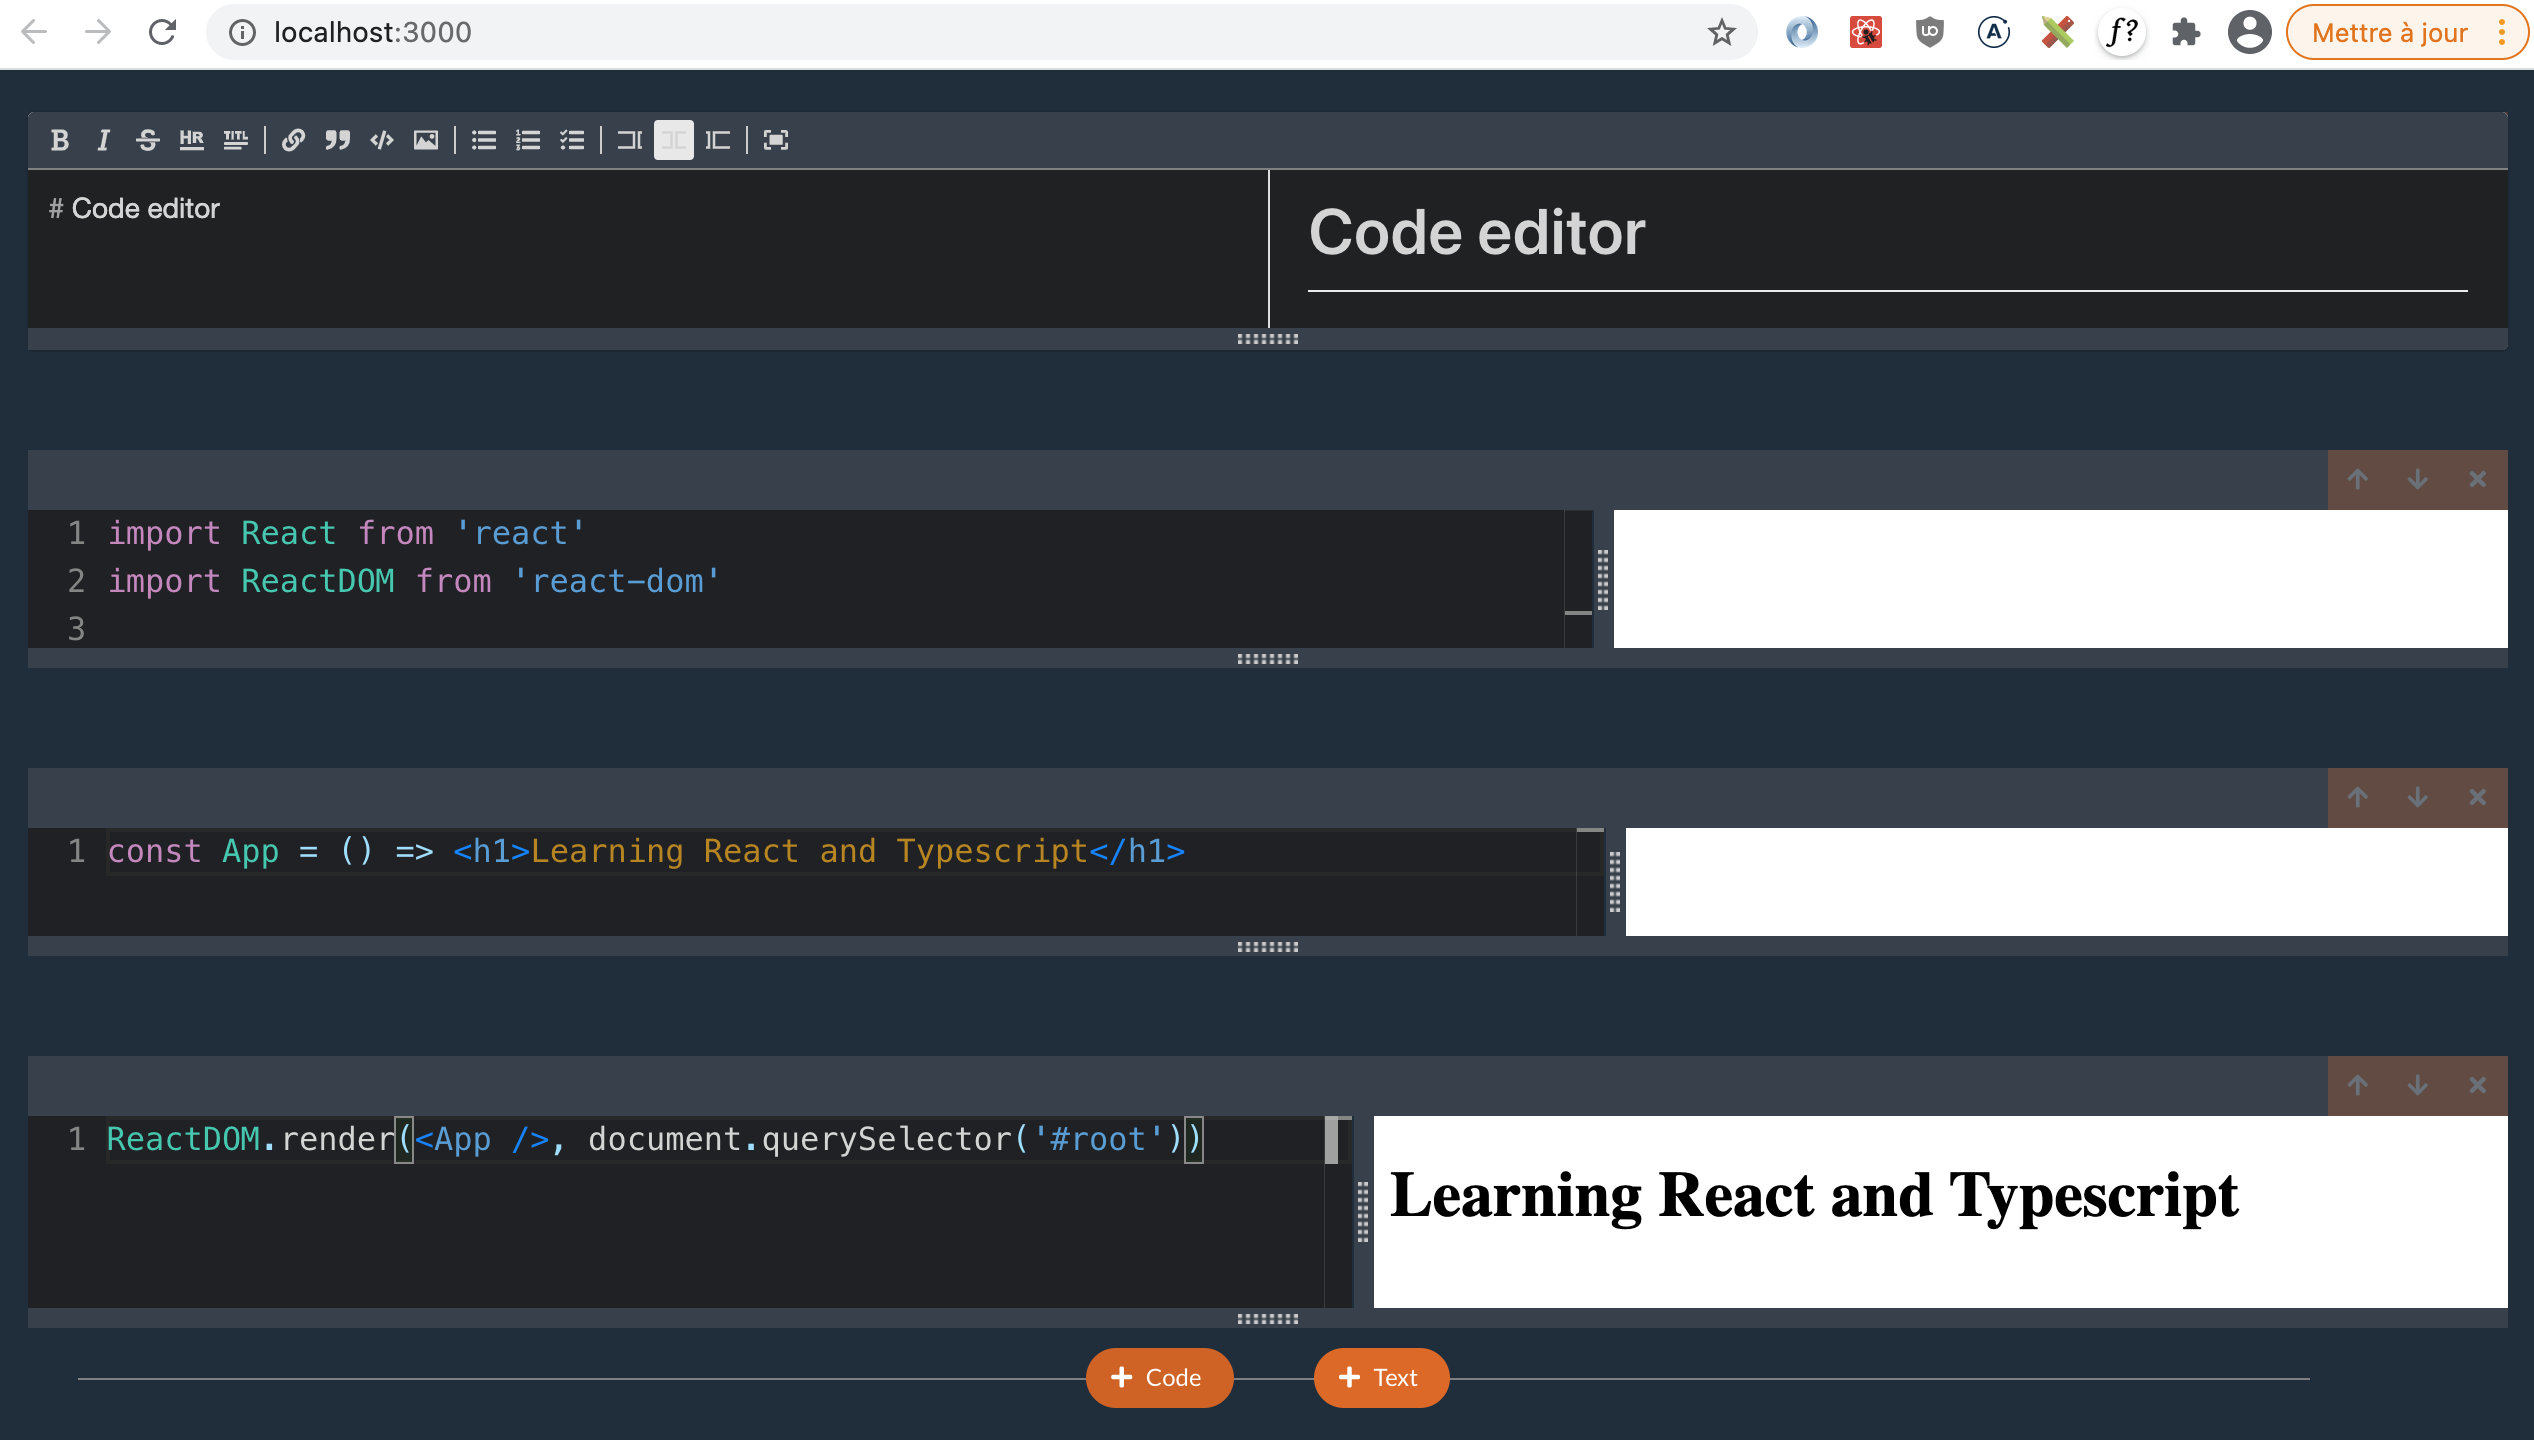 localhost:3000
Mettre à jour
B I S HR TITL
# Code editor
Code editor
1 import React from 'react'
2 import ReactDOM from 'react-dom'
3
1 const App = () => <h1>Learning React and Typescript</h1>
1 ReactDOM.render(<App />, document.querySelector('#root'))
Learning React and Typescript
+ Code
+ Text